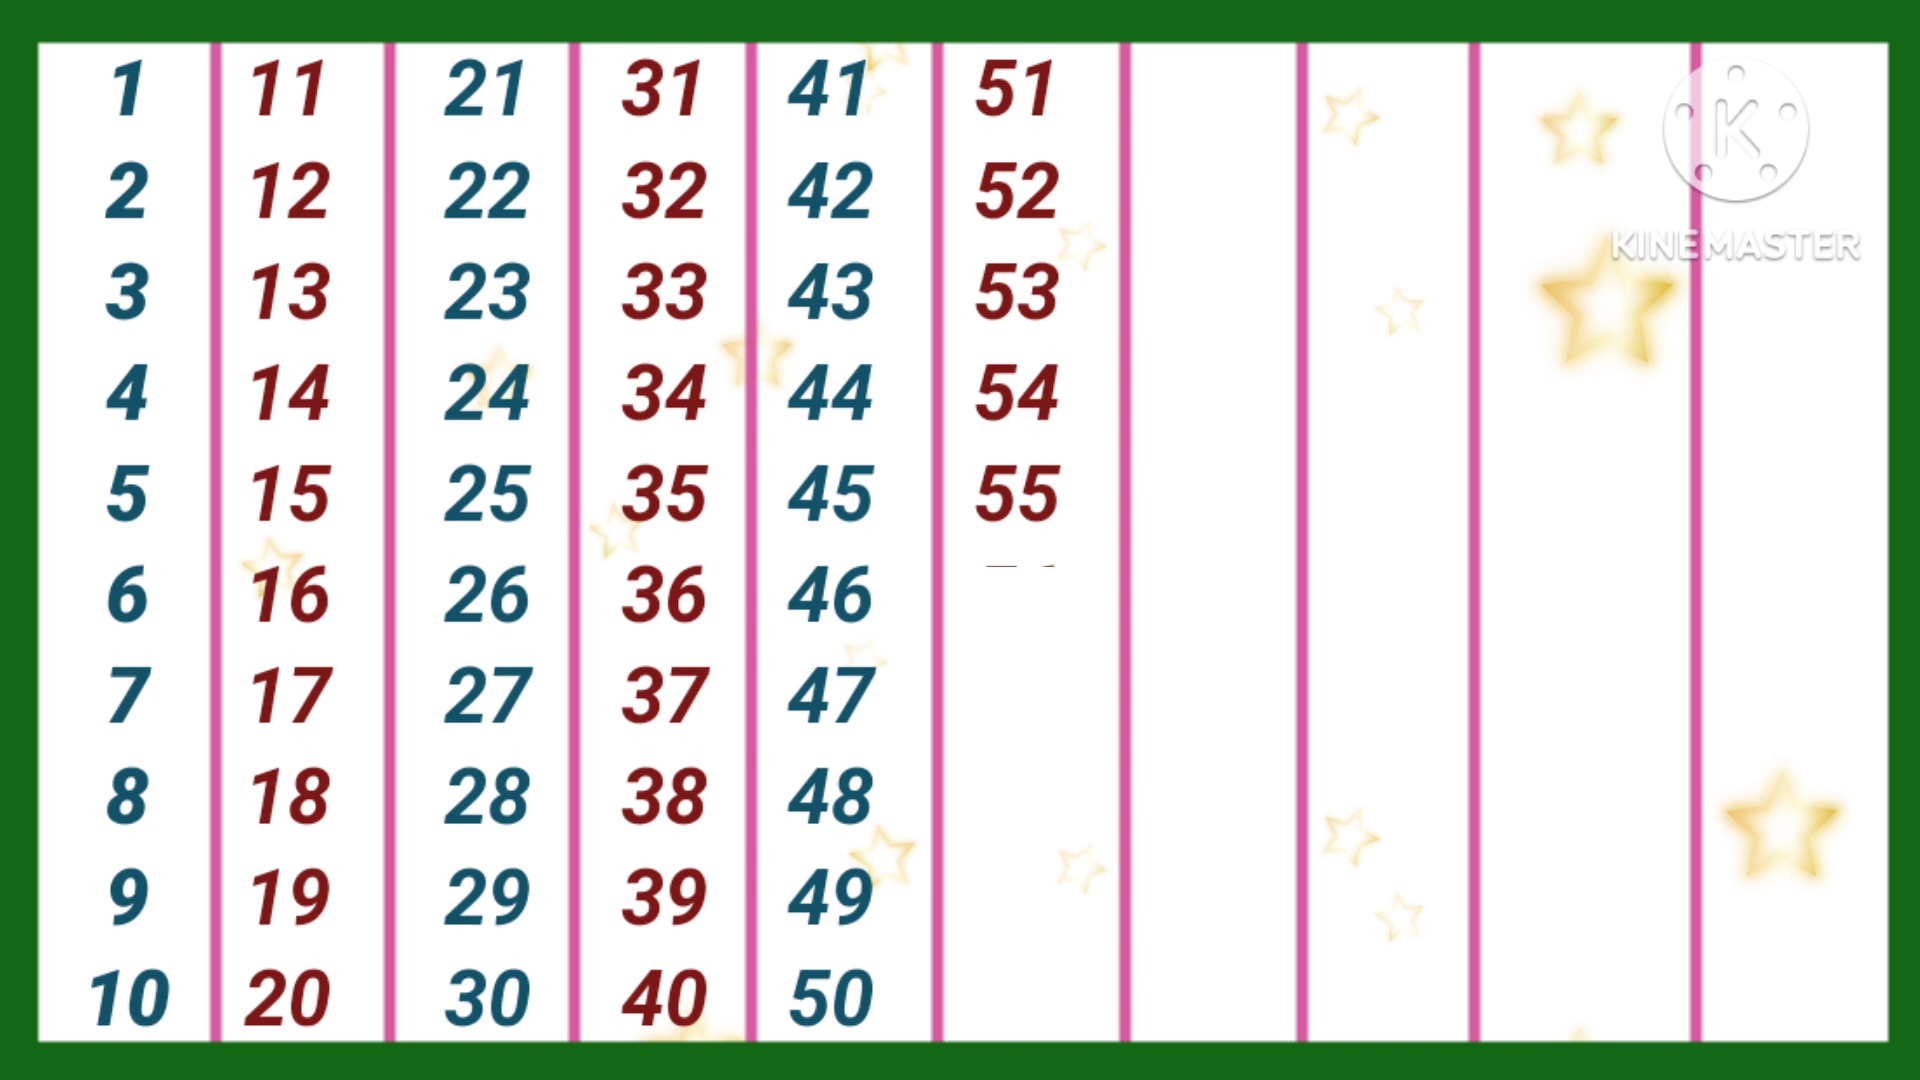 1 11 21 31 41 51
2 12 22 32 42 52
3 13 23 33 43 53
4 14 24 34 44 54
5 15 25 35 45 55
6 16 26 36 46
7 17 27 37 47
8 18 28 38 48
9 19 29 39 49
10 20 30 40 50
K
KINEMASTER